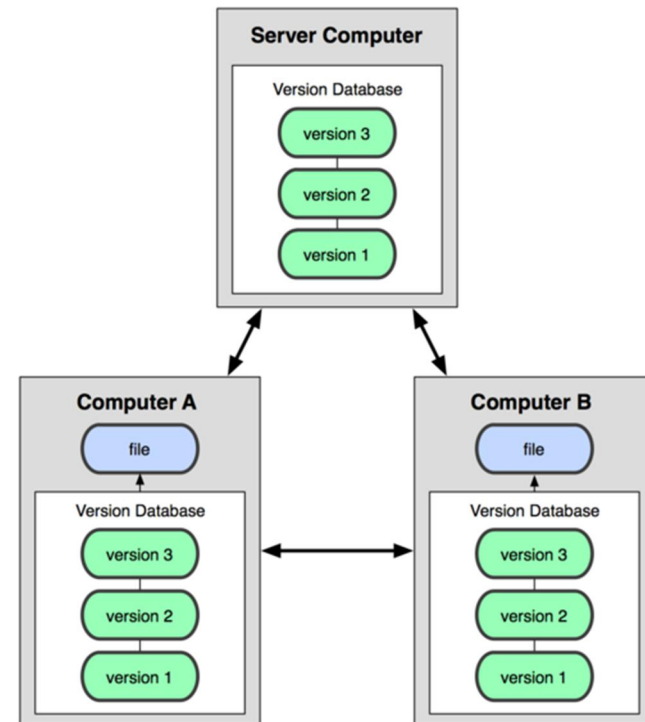 Server Computer
Version Database
version 3
version 2
version 1
Computer A
file
Version Database
version 3
version 2
version 1
Computer B
file
Version Database
version 3
version 2
version 1